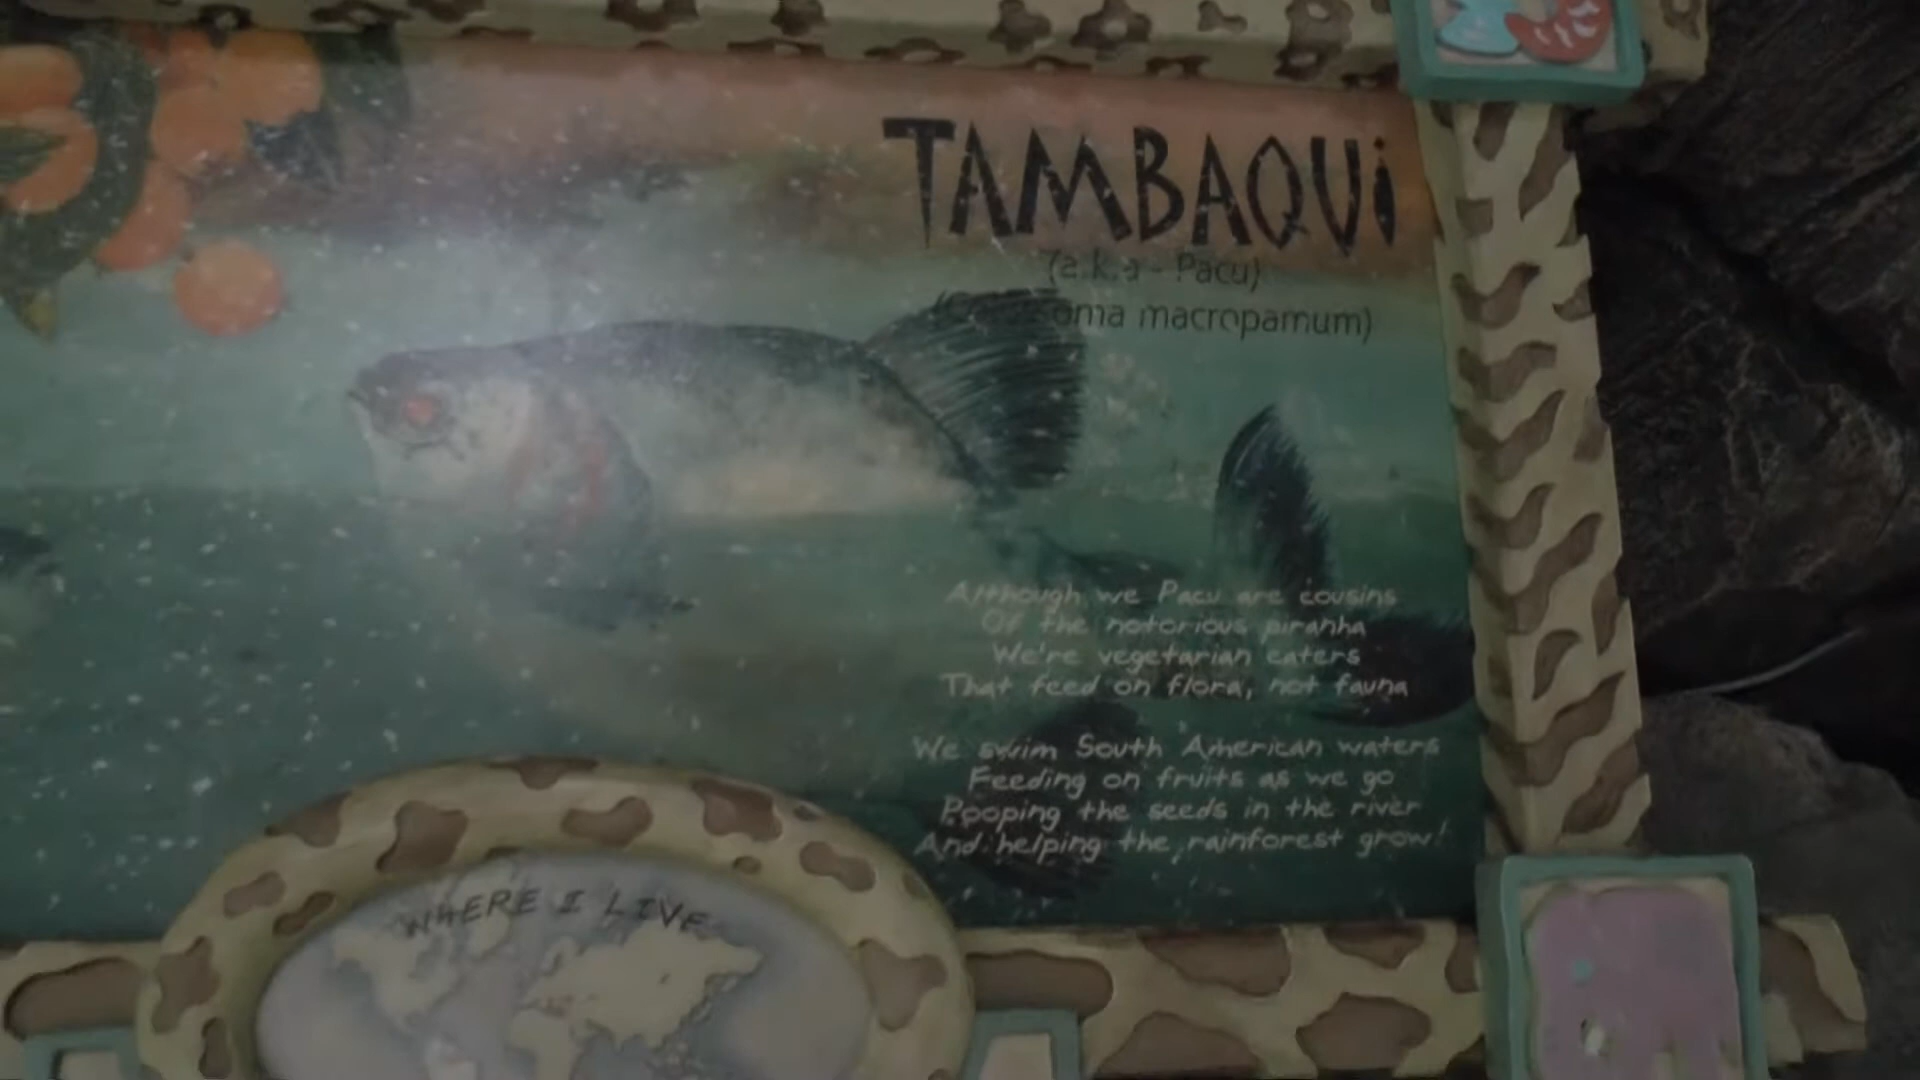 TAMBAQUi
(a.k.a - Pacu)
macropamum)
Although we Pacu are cousins
Of the notorious piranha
We're vegetarian eaters
That feed on flora, not fauna
We swim South American waters
Feeding on fruits as we go
Pooping the seeds in the river
And helping the rainforest grow!
WHERE I LIVE